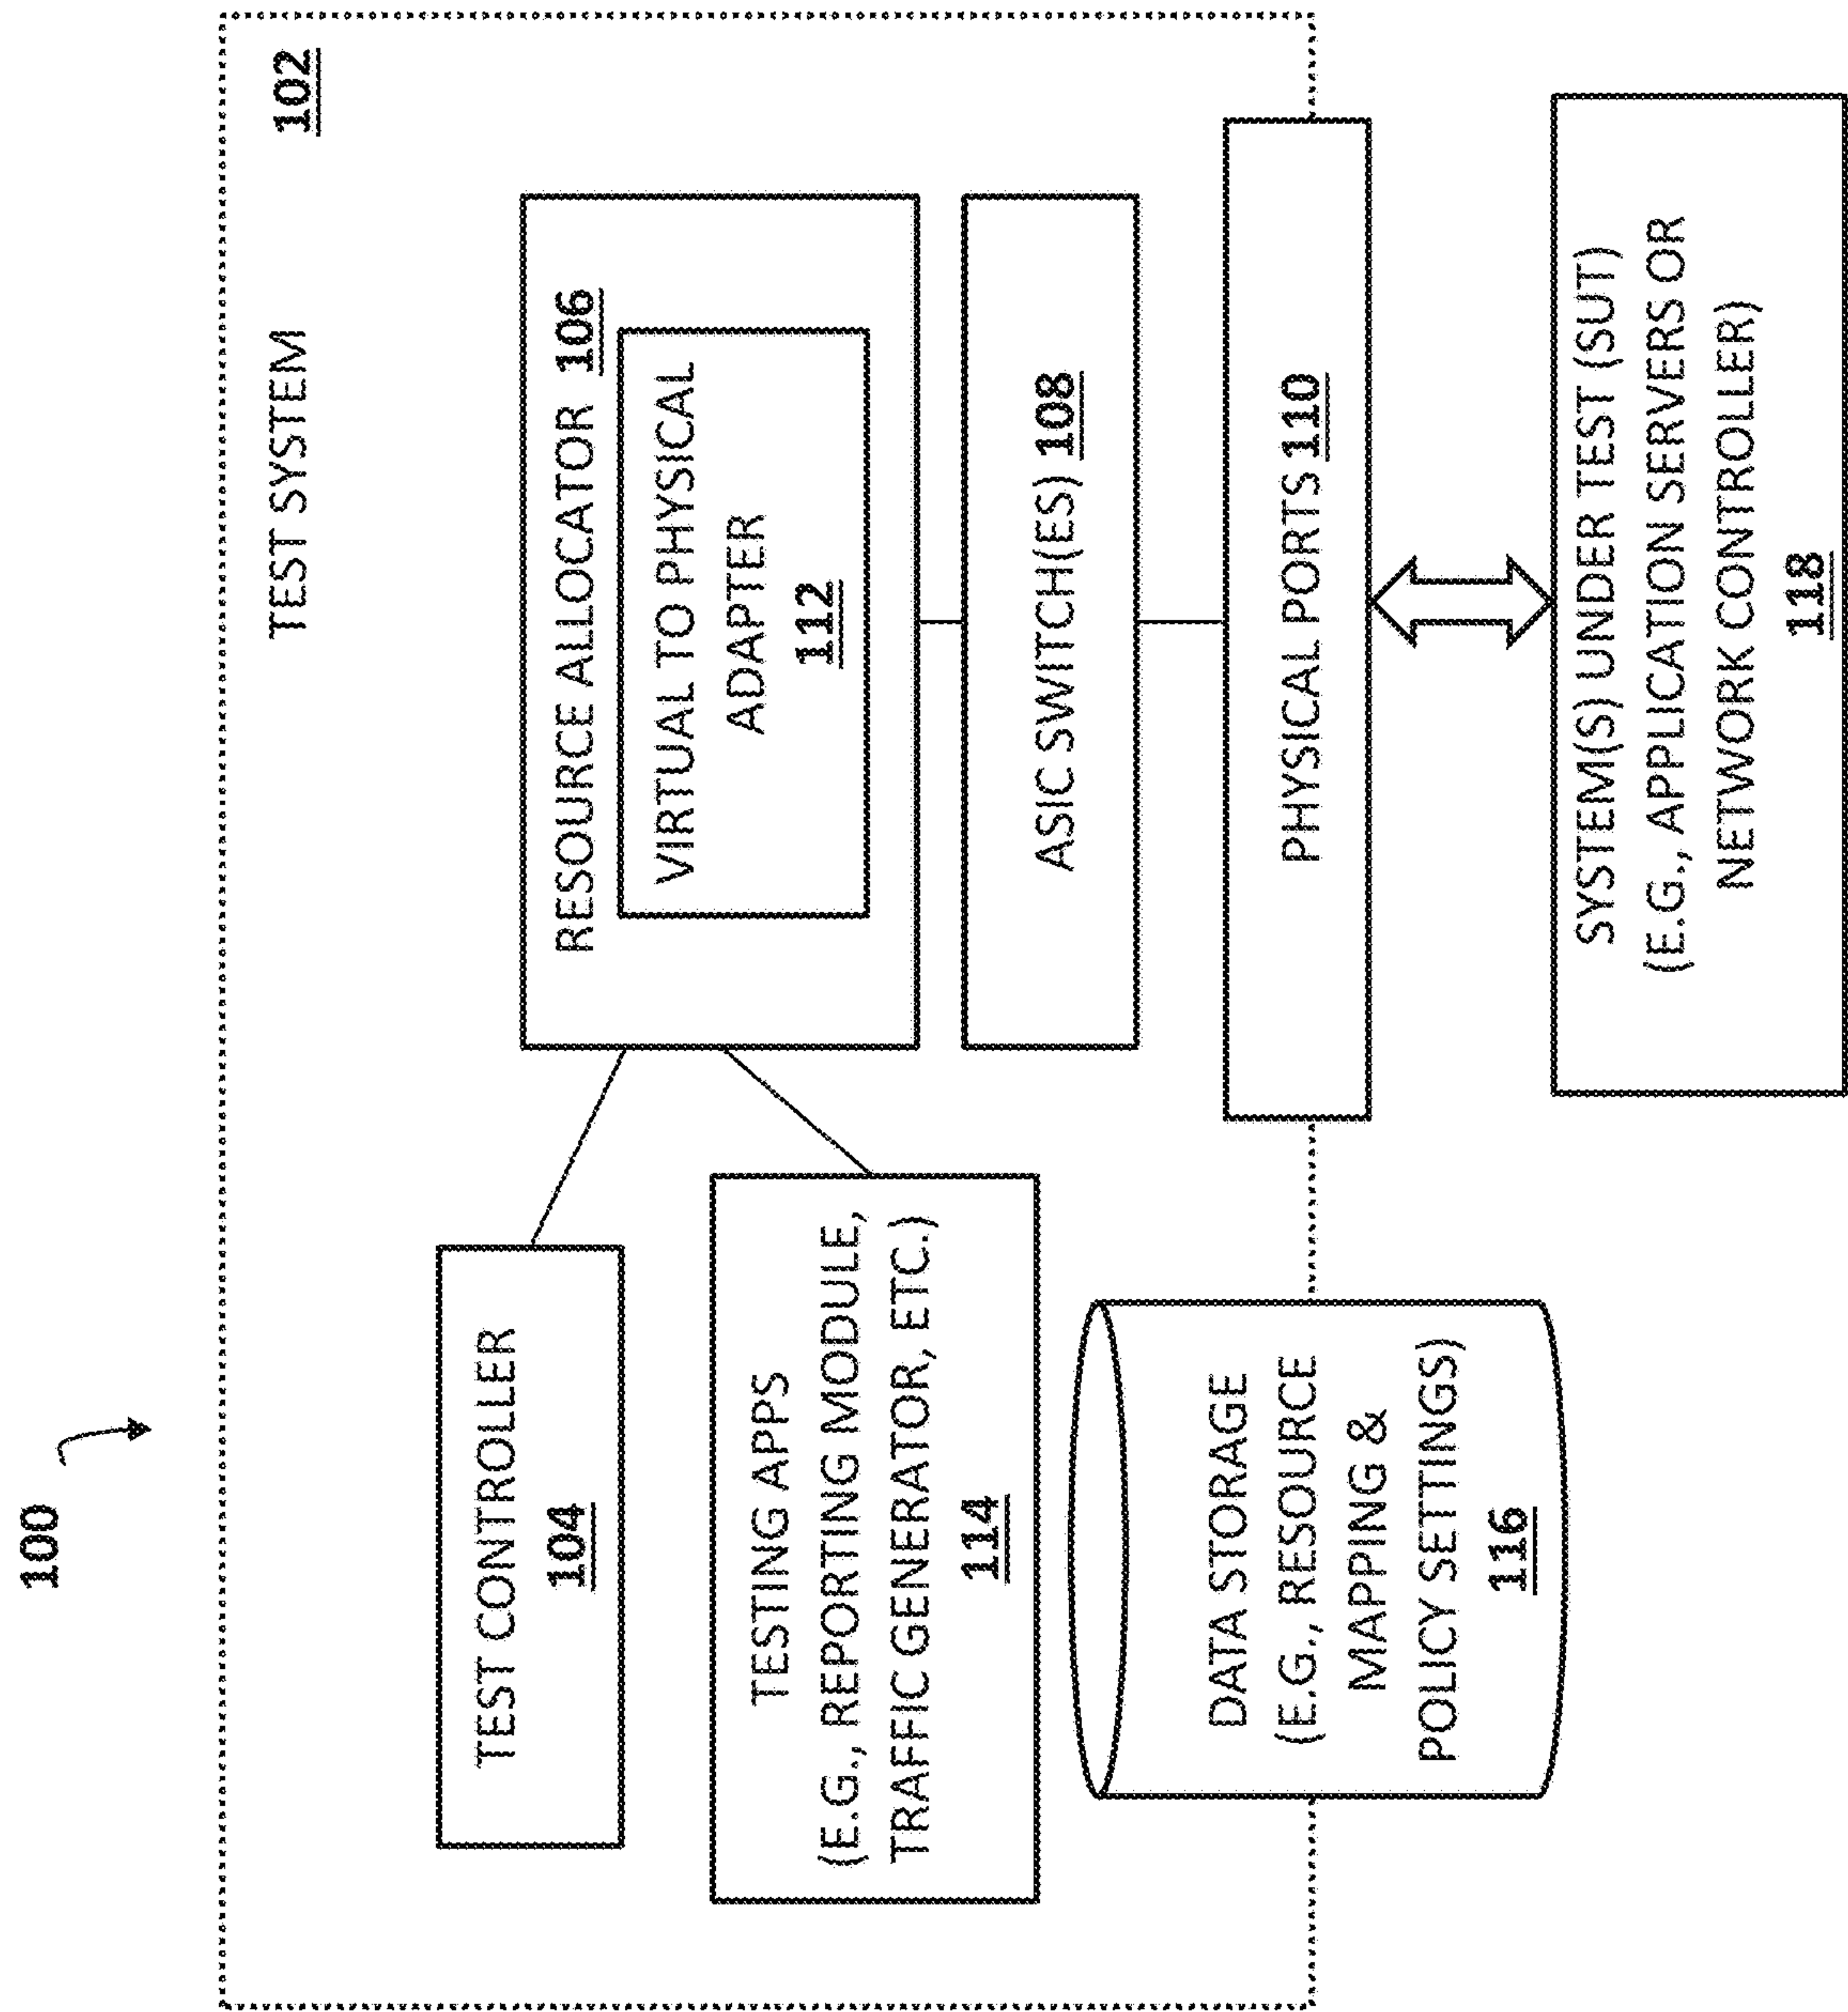 100
TEST SYSTEM
102
TEST CONTROLLER
104
RESOURCE ALLOCATOR 106
VIRTUAL TO PHYSICAL
ADAPTER
112
TESTING APPS
(E.G., REPORTING MODULE,
TRAFFIC GENERATOR, ETC.)
114
ASIC SWITCH(ES) 108
PHYSICAL PORTS 110
DATA STORAGE
(E.G., RESOURCE
MAPPING &
POLICY SETTINGS)
116
SYSTEM(S) UNDER TEST (SUT)
(E.G., APPLICATION SERVERS OR
NETWORK CONTROLLER)
118